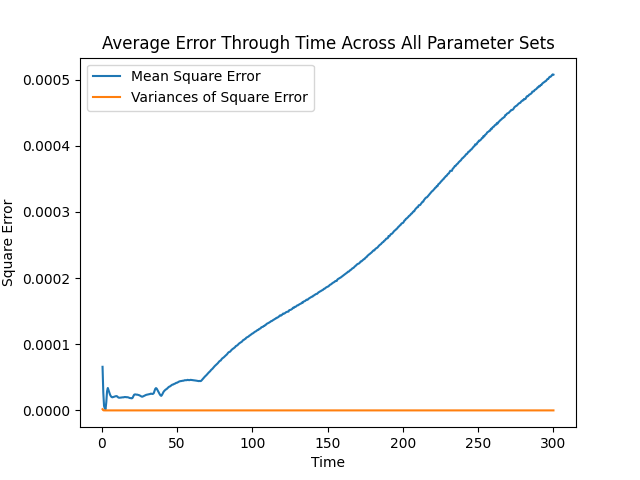 Average Error Through Time Across All Parameter Sets
Mean Square Error
Variances of Square Error
Square Error
0.0005
0.0004
0.0003
0.0002
0.0001
0.0000
0 50 100 150 200 250 300
Time